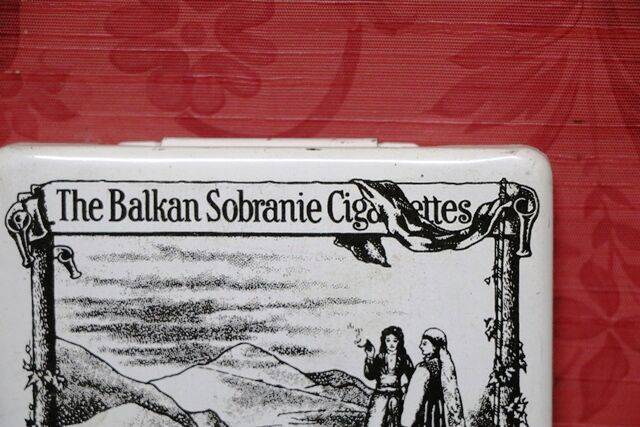 The Balkan Sobranie Cigarettes